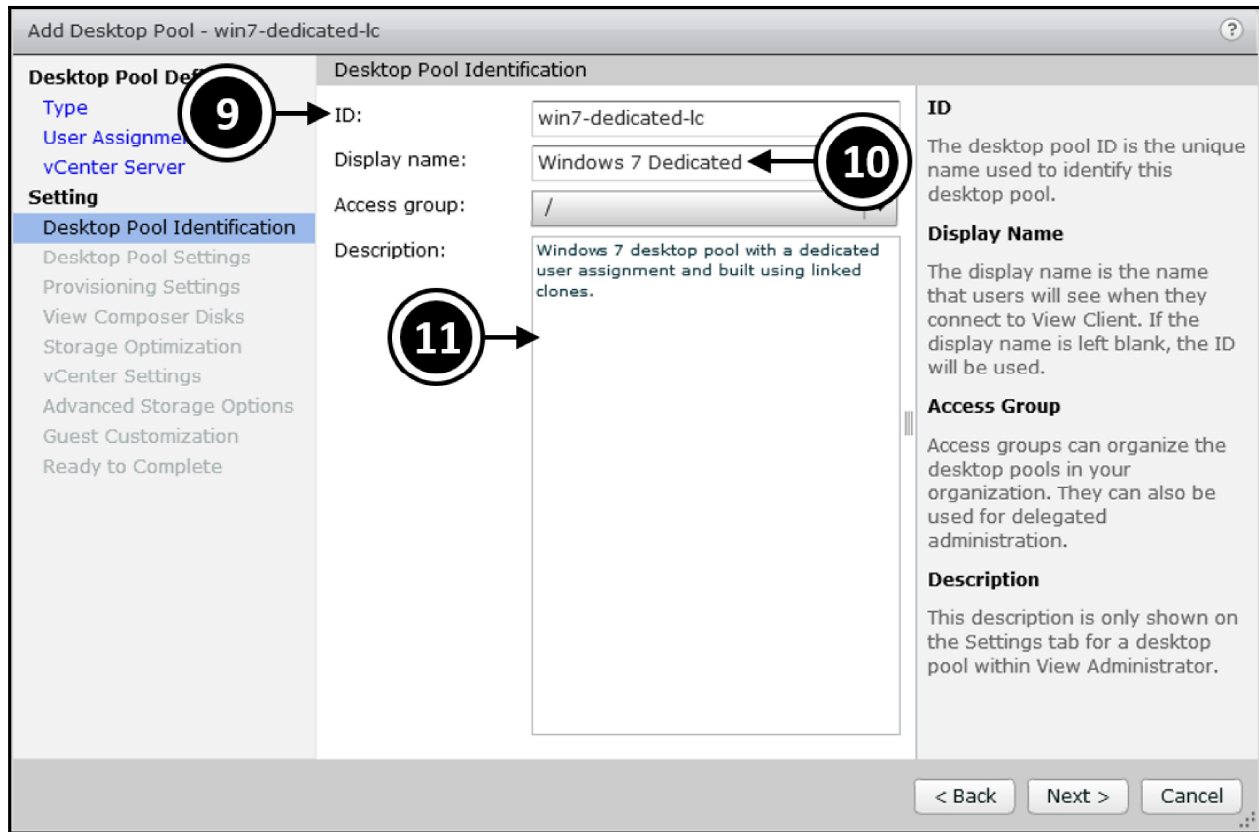 Add Desktop Pool - win7-dedicated-lc
?
Desktop Pool Def
Type
User Assignme
vCenter Server
Setting
Desktop Pool Identification
Desktop Pool Settings
Provisioning Settings
View Composer Disks
Storage Optimization
vCenter Settings
Advanced Storage Options
Guest Customization
Ready to Complete
9
Desktop Pool Identification
ID:
win7-dedicated-lc
Display name:
Windows 7 Dedicated
10
Access group:
/
Description:
Windows 7 desktop pool with a dedicated
user assignment and built using linked
clones.
11
ID
The desktop pool ID is the unique
name used to identify this
desktop pool.
Display Name
The display name is the name
that users will see when they
connect to View Client. If the
display name is left blank, the ID
will be used.
Access Group
Access groups can organize the
desktop pools in your
organization. They can also be
used for delegated
administration.
Description
This description is only shown on
the Settings tab for a desktop
pool within View Administrator.
< Back
Next >
Cancel